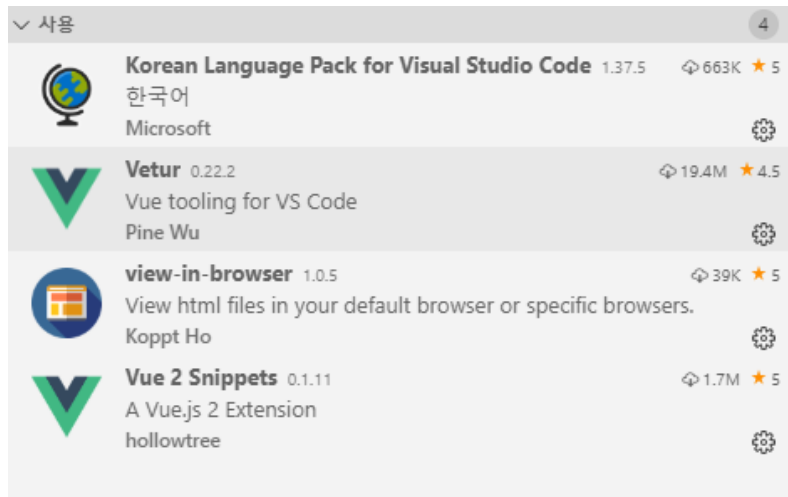 사용 4
Korean Language Pack for Visual Studio Code 1.37.5 663K 5
한국어
Microsoft
Vetur 0.22.2 19.4M 4.5
Vue tooling for VS Code
Pine Wu
view-in-browser 1.0.5 39K 5
View html files in your default browser or specific browsers.
Koppt Ho
Vue 2 Snippets 0.1.11 1.7M 5
A Vue.js 2 Extension
hollowtree